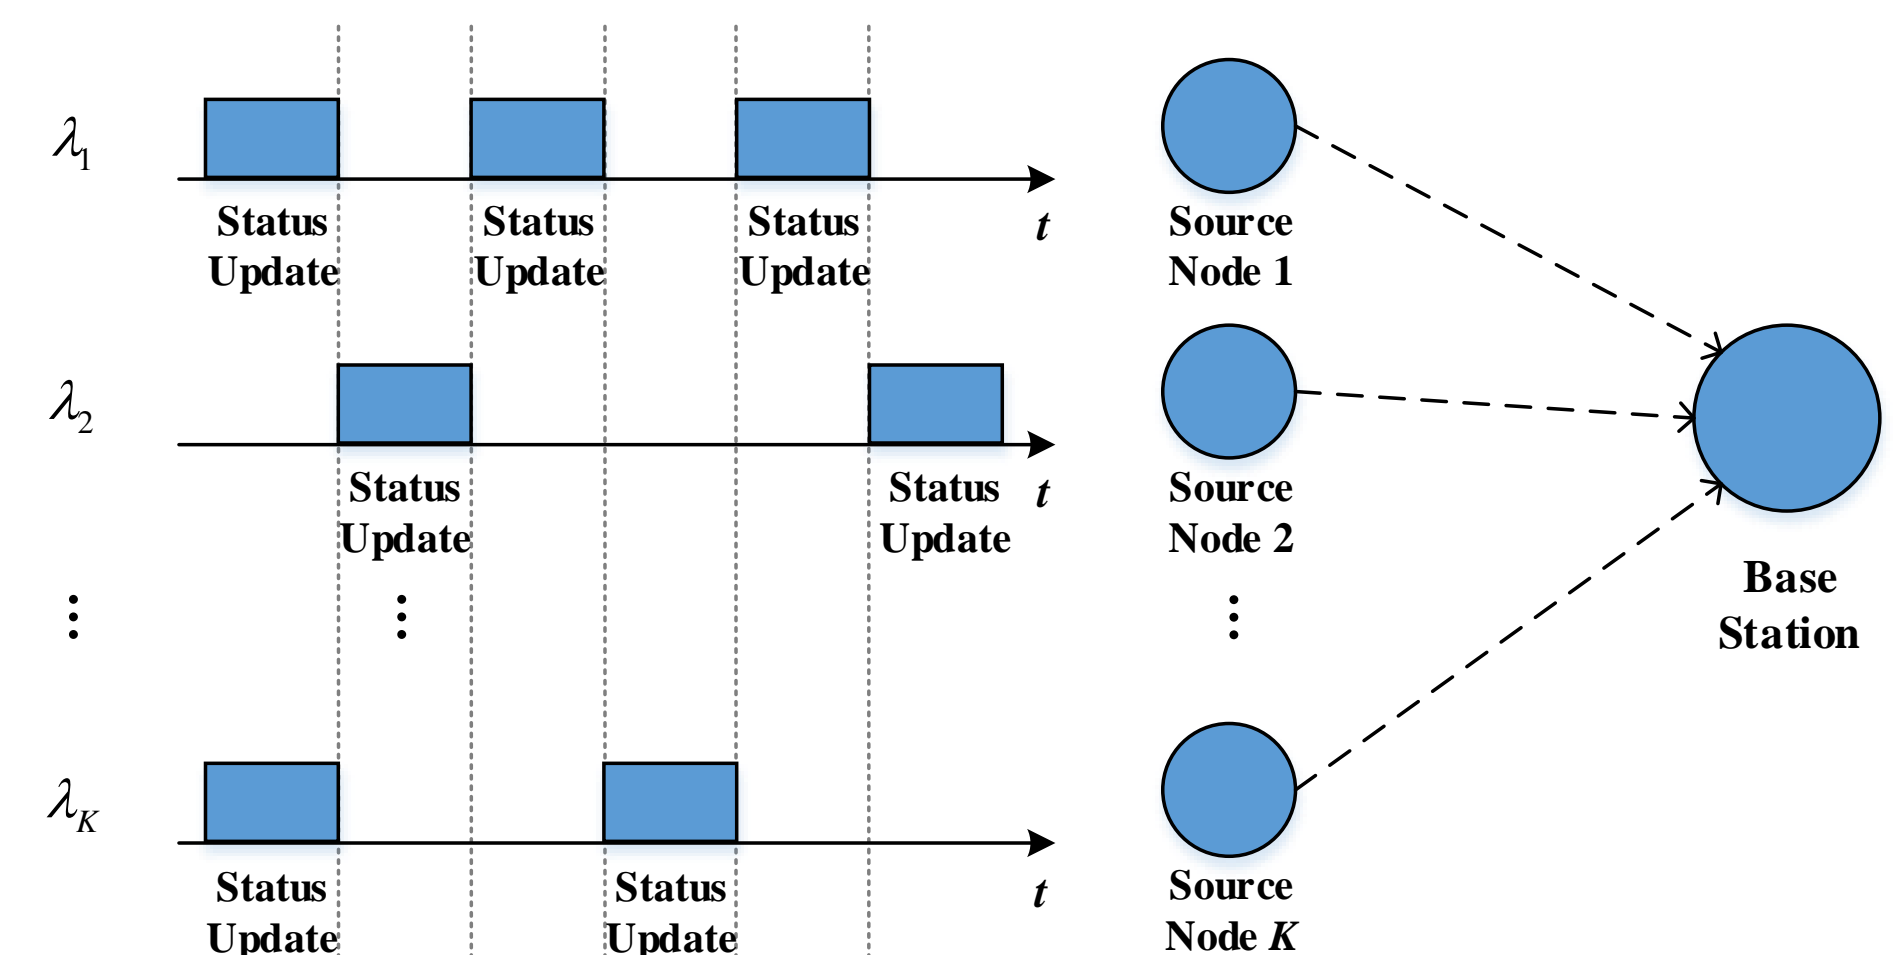 λ₁
Status Status Status t
Update Update Update
Source
Node 1
λ₂
Status Status t
Update Update
Source
Node 2
Base
Station
⋮ ⋮ ⋮
λ_K
Status Status t
Update Update
Source
Node K